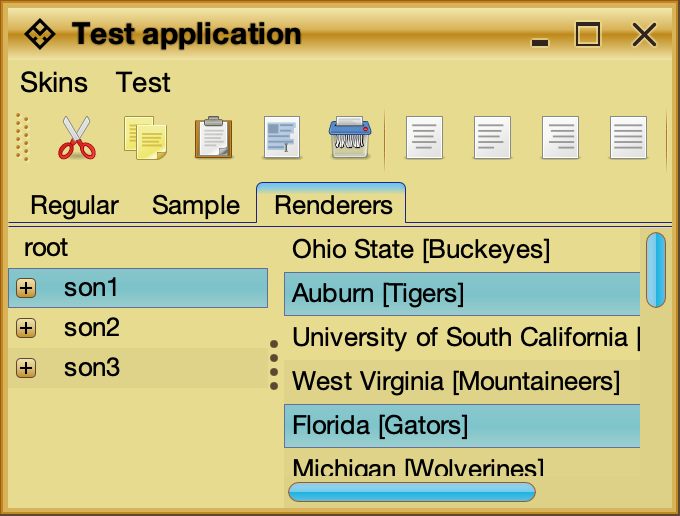 Test application
Skins Test
Regular Sample Renderers
root
son1
son2
son3
Ohio State [Buckeyes]
Auburn [Tigers]
University of South California [
West Virginia [Mountaineers]
Florida [Gators]
Michigan [Wolverines]